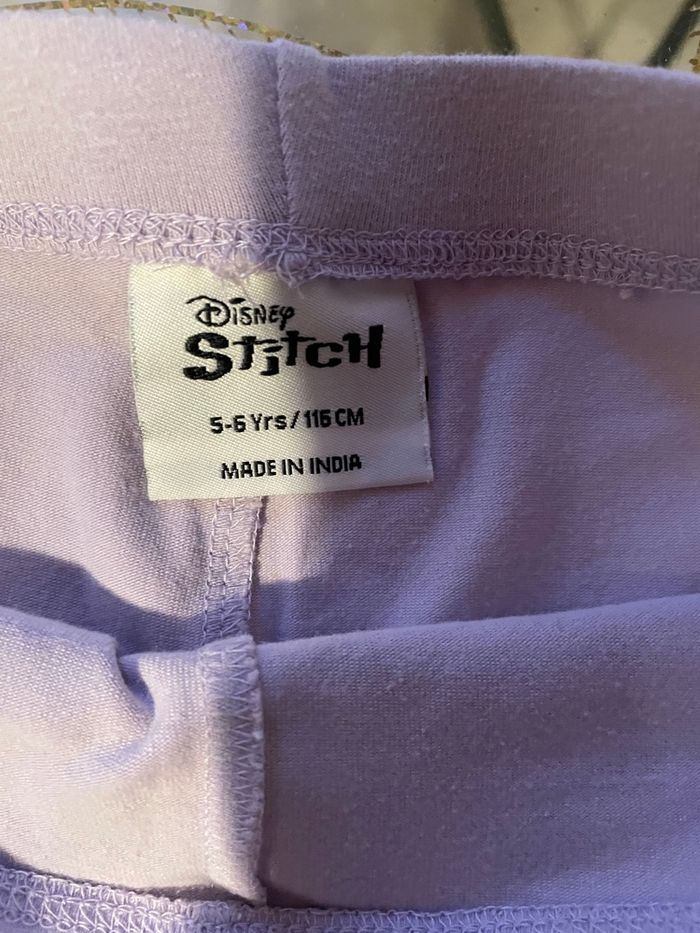 Disney
Stitch
5-6 Yrs / 116 CM
MADE IN INDIA